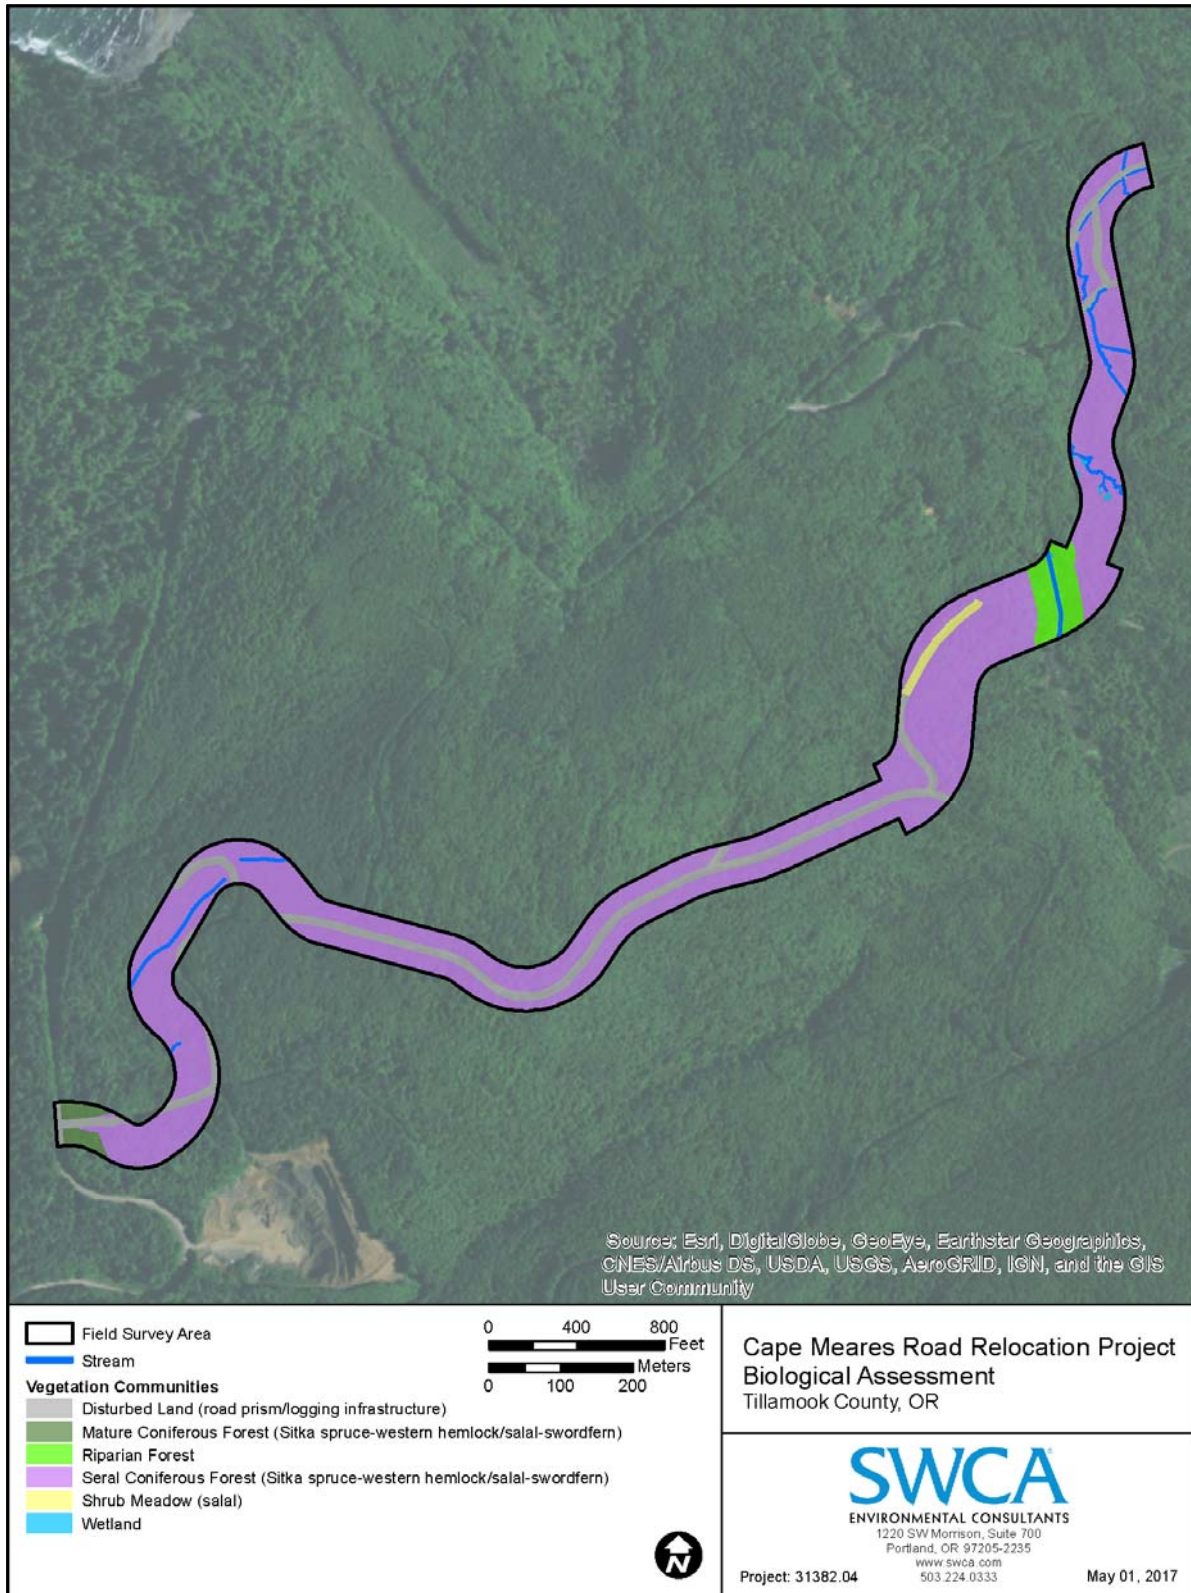 Source: Esri, DigitalGlobe, GeoEye, Earthstar Geographics,
CNES/Airbus DS, USDA, USGS, AeroGRID, IGN, and the GIS
User Community
Field Survey Area
Stream
Vegetation Communities
Disturbed Land (road prism/logging infrastructure)
Mature Coniferous Forest (Sitka spruce-western hemlock/salal-swordfern)
Riparian Forest
Seral Coniferous Forest (Sitka spruce-western hemlock/salal-swordfern)
Shrub Meadow (salal)
Wetland
0 400 800
Feet
Meters
0 100 200
N
Cape Meares Road Relocation Project
Biological Assessment
Tillamook County, OR
SWCA
ENVIRONMENTAL CONSULTANTS
1220 SW Morrison, Suite 700
Portland, OR 97205-2235
www.swca.com
503.224.0333
Project: 31382.04
May 01, 2017